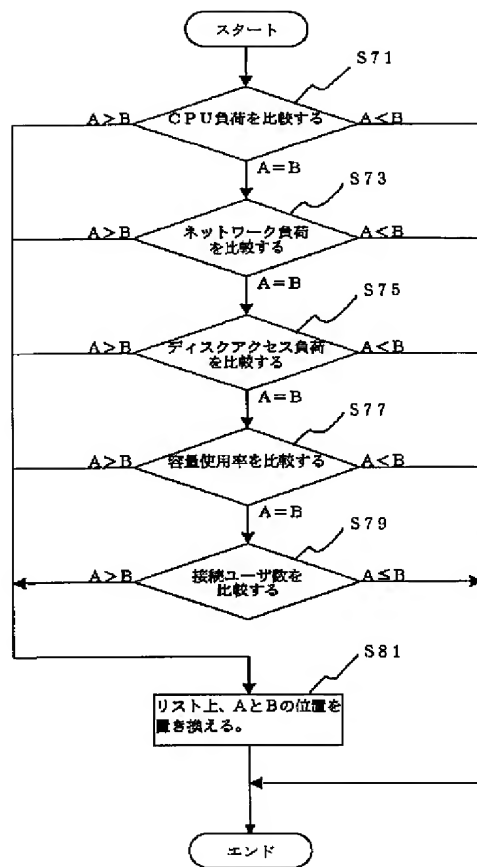 スタート
S71
A>B
CPU負荷を比較する
A<B
A=B
S73
A>B
ネットワーク負荷
を比較する
A<B
A=B
S75
A>B
ディスクアクセス負荷
を比較する
A<B
A=B
S77
A>B
容量使用率を比較する
A<B
A=B
S79
A>B
接続ユーザ数を
比較する
A≤B
S81
リスト上、AとBの位置を
置き換える。
エンド